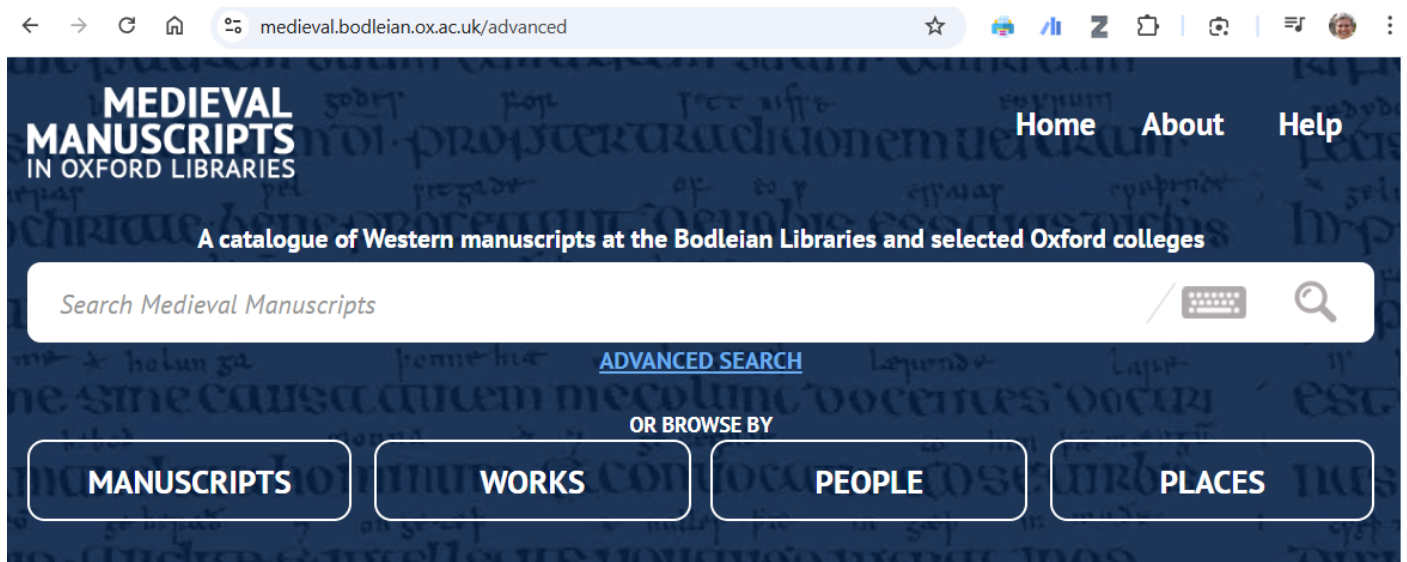 medieval.bodleian.ox.ac.uk/advanced
MEDIEVAL
MANUSCRIPTS
IN OXFORD LIBRARIES
Home About Help
A catalogue of Western manuscripts at the Bodleian Libraries and selected Oxford colleges
Search Medieval Manuscripts
ADVANCED SEARCH
OR BROWSE BY
MANUSCRIPTS WORKS PEOPLE PLACES